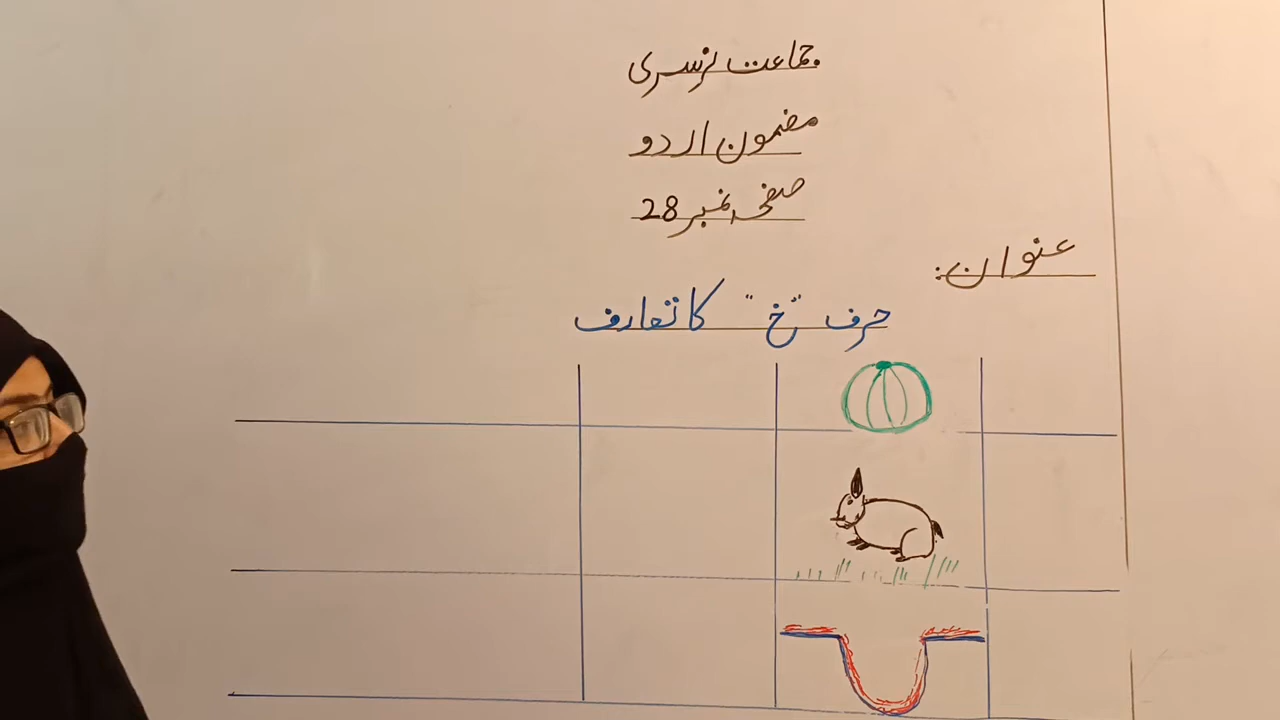 جماعت نرسری
مضمون اردو
صفحہ نمبر 28
عنوان:
حرف "خ" کا تعارف